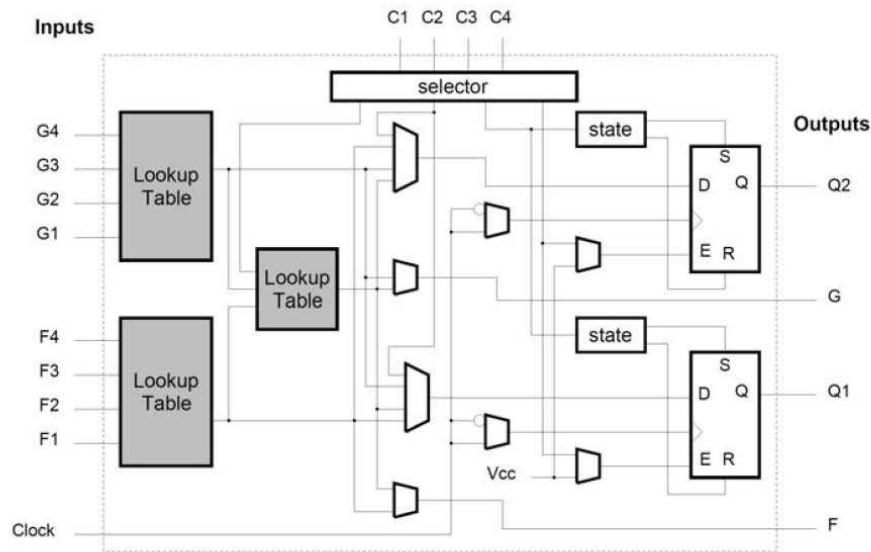 C1 C2 C3 C4
Inputs
selector
G4
G3
G2
G1
Lookup
Table
state
Outputs
S
D Q
E R
Q2
Lookup
Table
G
F4
F3
F2
F1
Lookup
Table
state
S
D Q
E R
Q1
Vcc
Clock
F